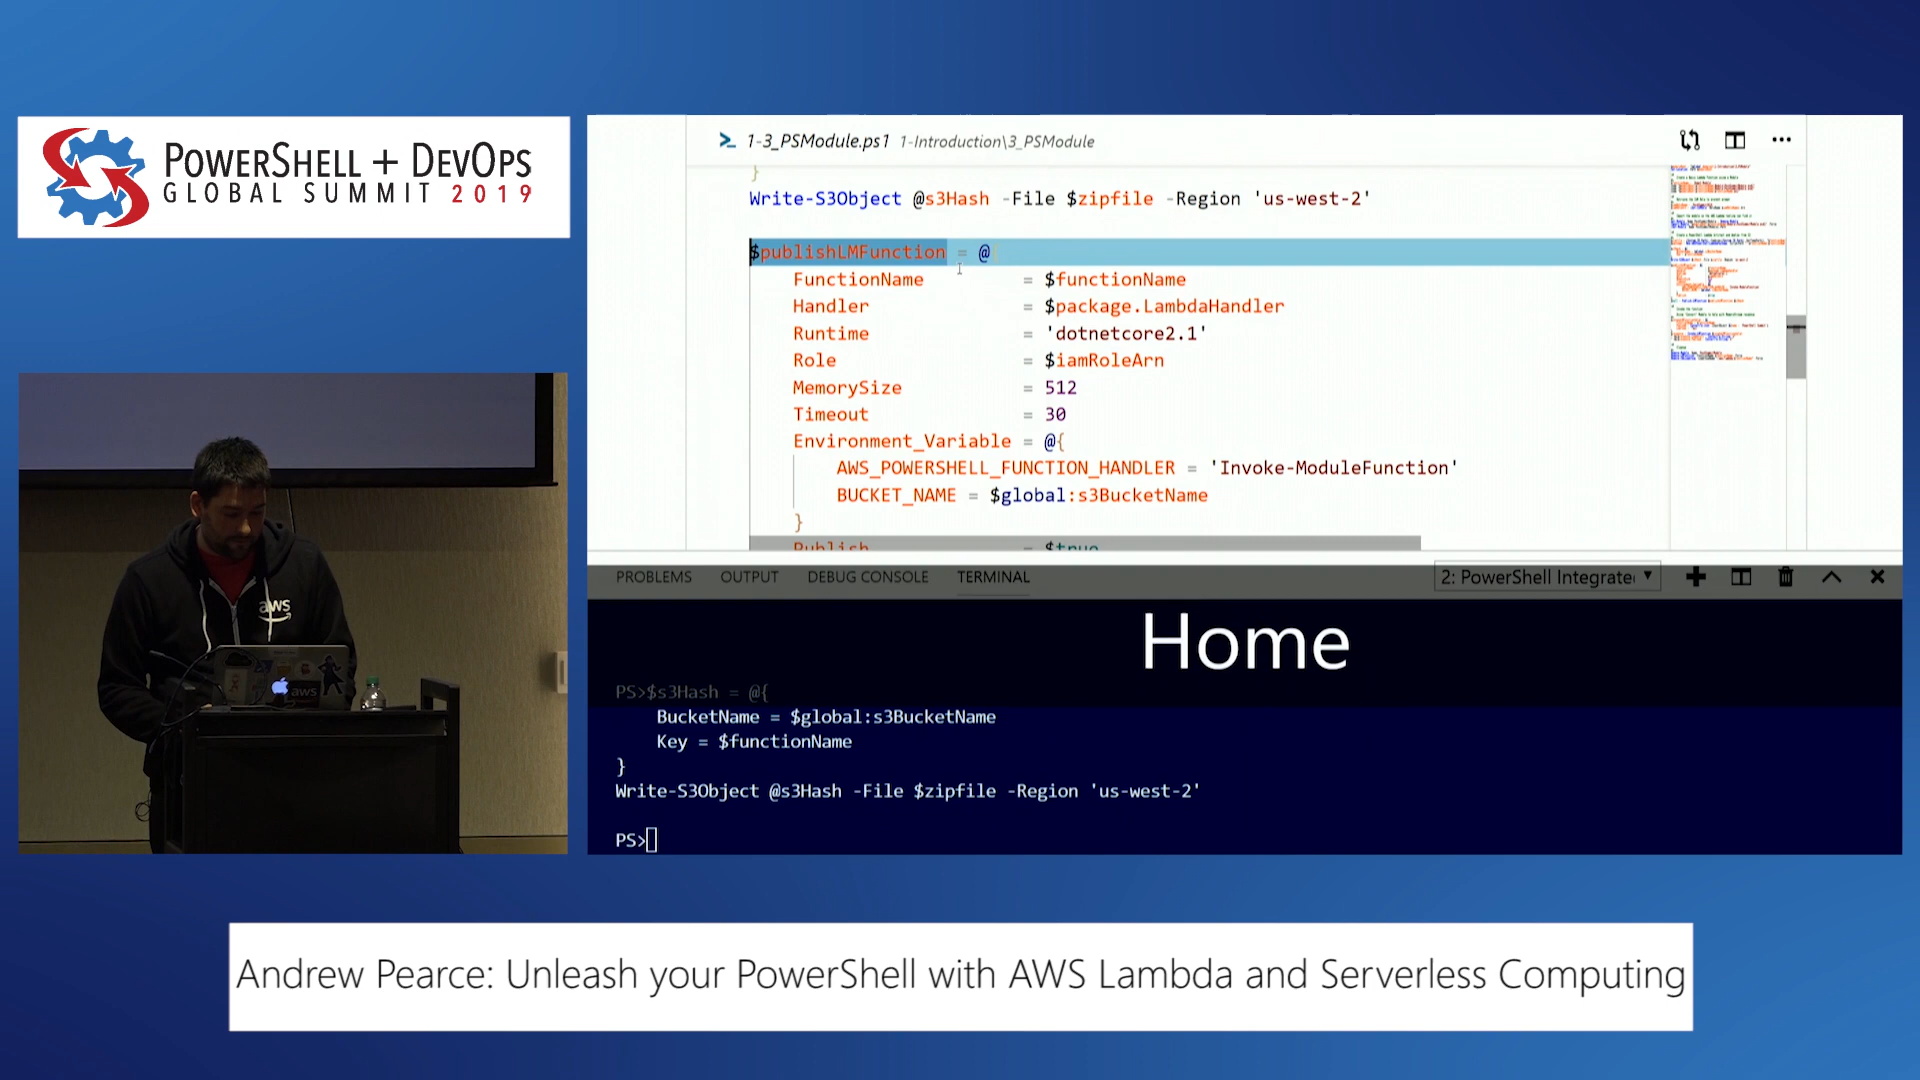 POWERSHELL + DEVOPS
GLOBAL SUMMIT 2019
1-3_PSModule.ps1 1-Introduction\3_PSModule
}
Write-S3Object @s3Hash -File $zipfile -Region 'us-west-2'
$publishLMFunction = @{
FunctionName = $functionName
Handler = $package.LambdaHandler
Runtime = 'dotnetcore2.1'
Role = $iamRoleArn
MemorySize = 512
Timeout = 30
Environment_Variable = @{
AWS_POWERSHELL_FUNCTION_HANDLER = 'Invoke-ModuleFunction'
BUCKET_NAME = $global:s3BucketName
}
Publish = $true
PROBLEMS OUTPUT DEBUG CONSOLE TERMINAL 2: PowerShell Integrate
Home
PS>$s3Hash = @{
BucketName = $global:s3BucketName
Key = $functionName
}
Write-S3Object @s3Hash -File $zipfile -Region 'us-west-2'
PS>
aws
aws
Andrew Pearce: Unleash your PowerShell with AWS Lambda and Serverless Computing